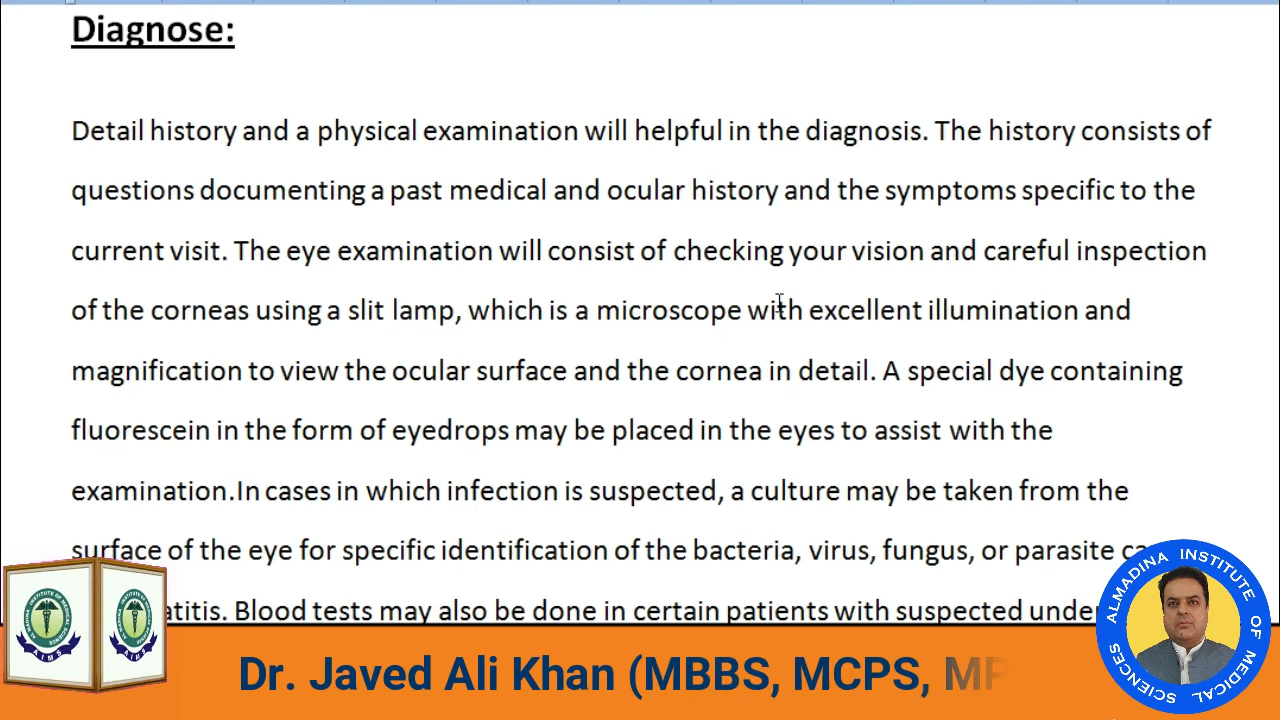 Diagnose:
Detail history and a physical examination will helpful in the diagnosis. The history consists of
questions documenting a past medical and ocular history and the symptoms specific to the
current visit. The eye examination will consist of checking your vision and careful inspection
of the corneas using a slit lamp, which is a microscope with excellent illumination and
magnification to view the ocular surface and the cornea in detail. A special dye containing
fluorescein in the form of eyedrops may be placed in the eyes to assist with the
examination.In cases in which infection is suspected, a culture may be taken from the
surface of the eye for specific identification of the bacteria, virus, fungus, or parasite
Blood tests may also be done in certain patients with suspected
Dr. Javed Ali Khan (MBBS, MCPS,
ALMADINA INSTITUTE OF MEDICAL SCIENCES